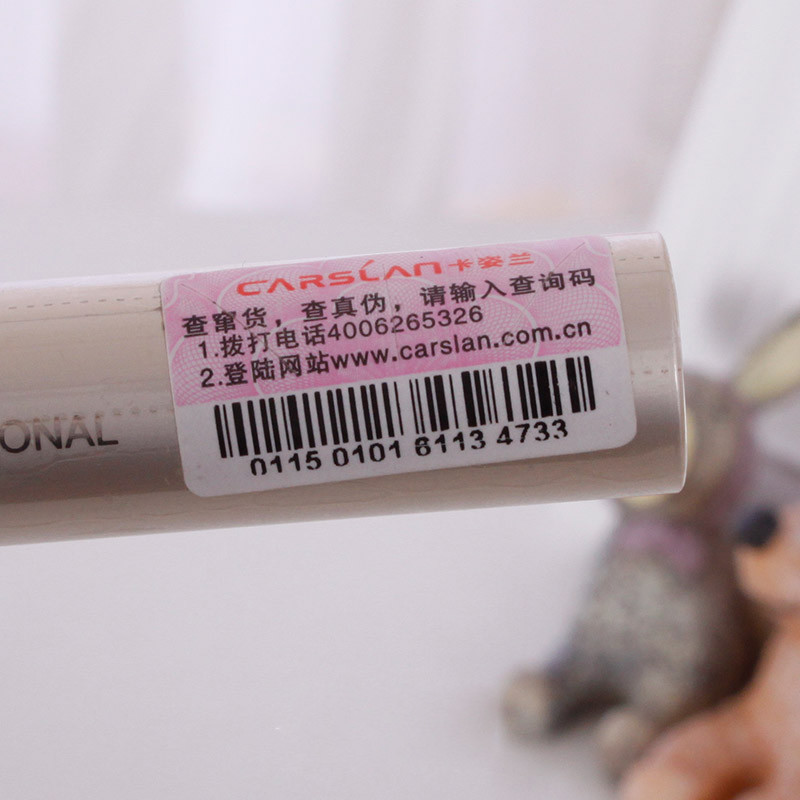 CARSLAN卡姿兰
查窜货，查真伪，请输入查询码
1.拨打电话4006265326
2.登陆网站www.carslan.com.cn
ONAL
0115 0101 6113 4733